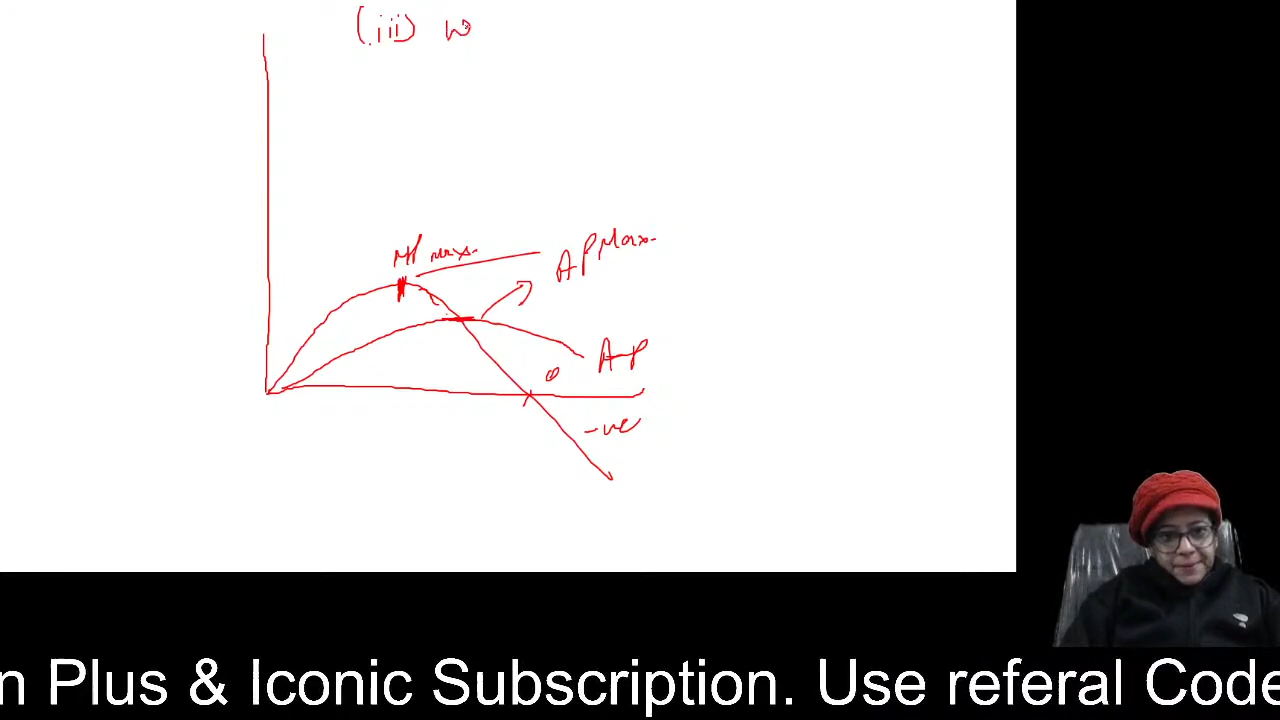 (iii) w
MP max.
AP Max.
AP
0
-ve
n Plus & Iconic Subscription. Use referal Code